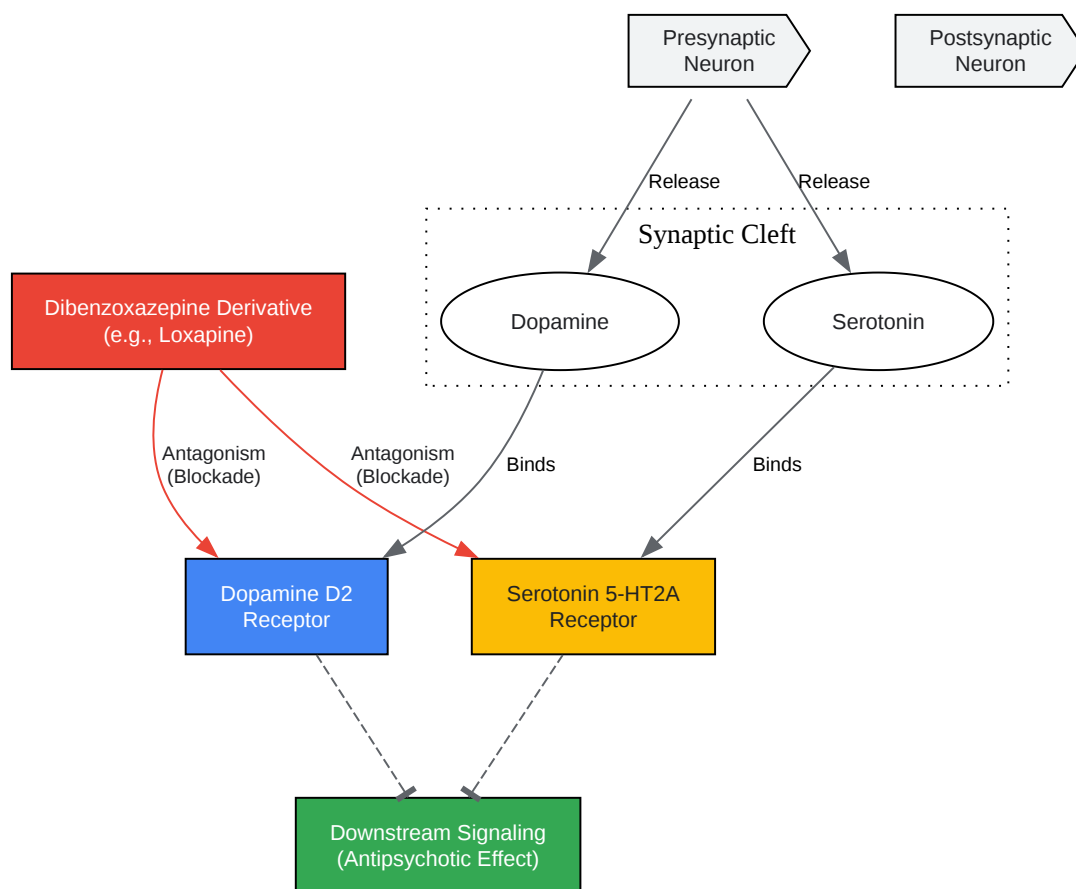 Presynaptic
Neuron
Postsynaptic
Neuron
Release
Release
Synaptic Cleft
Dibenzoxazepine Derivative
(e.g., Loxapine)
Dopamine
Serotonin
Antagonism
(Blockade)
Antagonism
(Blockade)
Binds
Binds
Dopamine D2
Receptor
Serotonin 5-HT2A
Receptor
Downstream Signaling
(Antipsychotic Effect)